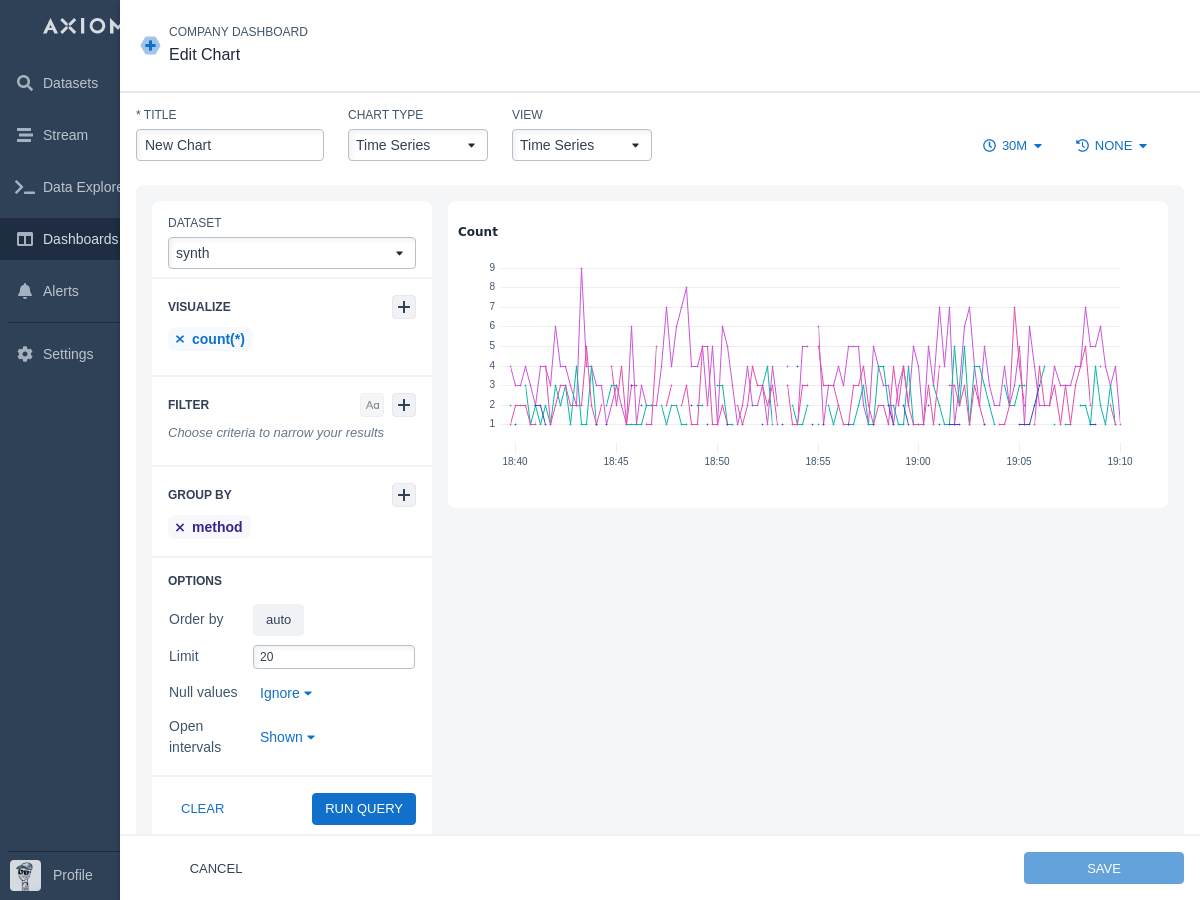 AXIOM
Datasets
Stream
Data Explore
Dashboards
Alerts
Settings
Profile
COMPANY DASHBOARD
Edit Chart
* TITLE
CHART TYPE
VIEW
New Chart
Time Series
Time Series
30M
NONE
DATASET
synth
VISUALIZE
count(*)
FILTER
Aa
Choose criteria to narrow your results
GROUP BY
method
OPTIONS
Order by
auto
Limit
20
Null values
Ignore
Open
intervals
Shown
CLEAR
RUN QUERY
Count
9
8
7
6
5
4
3
2
1
18:40
18:45
18:50
18:55
19:00
19:05
19:10
CANCEL
SAVE